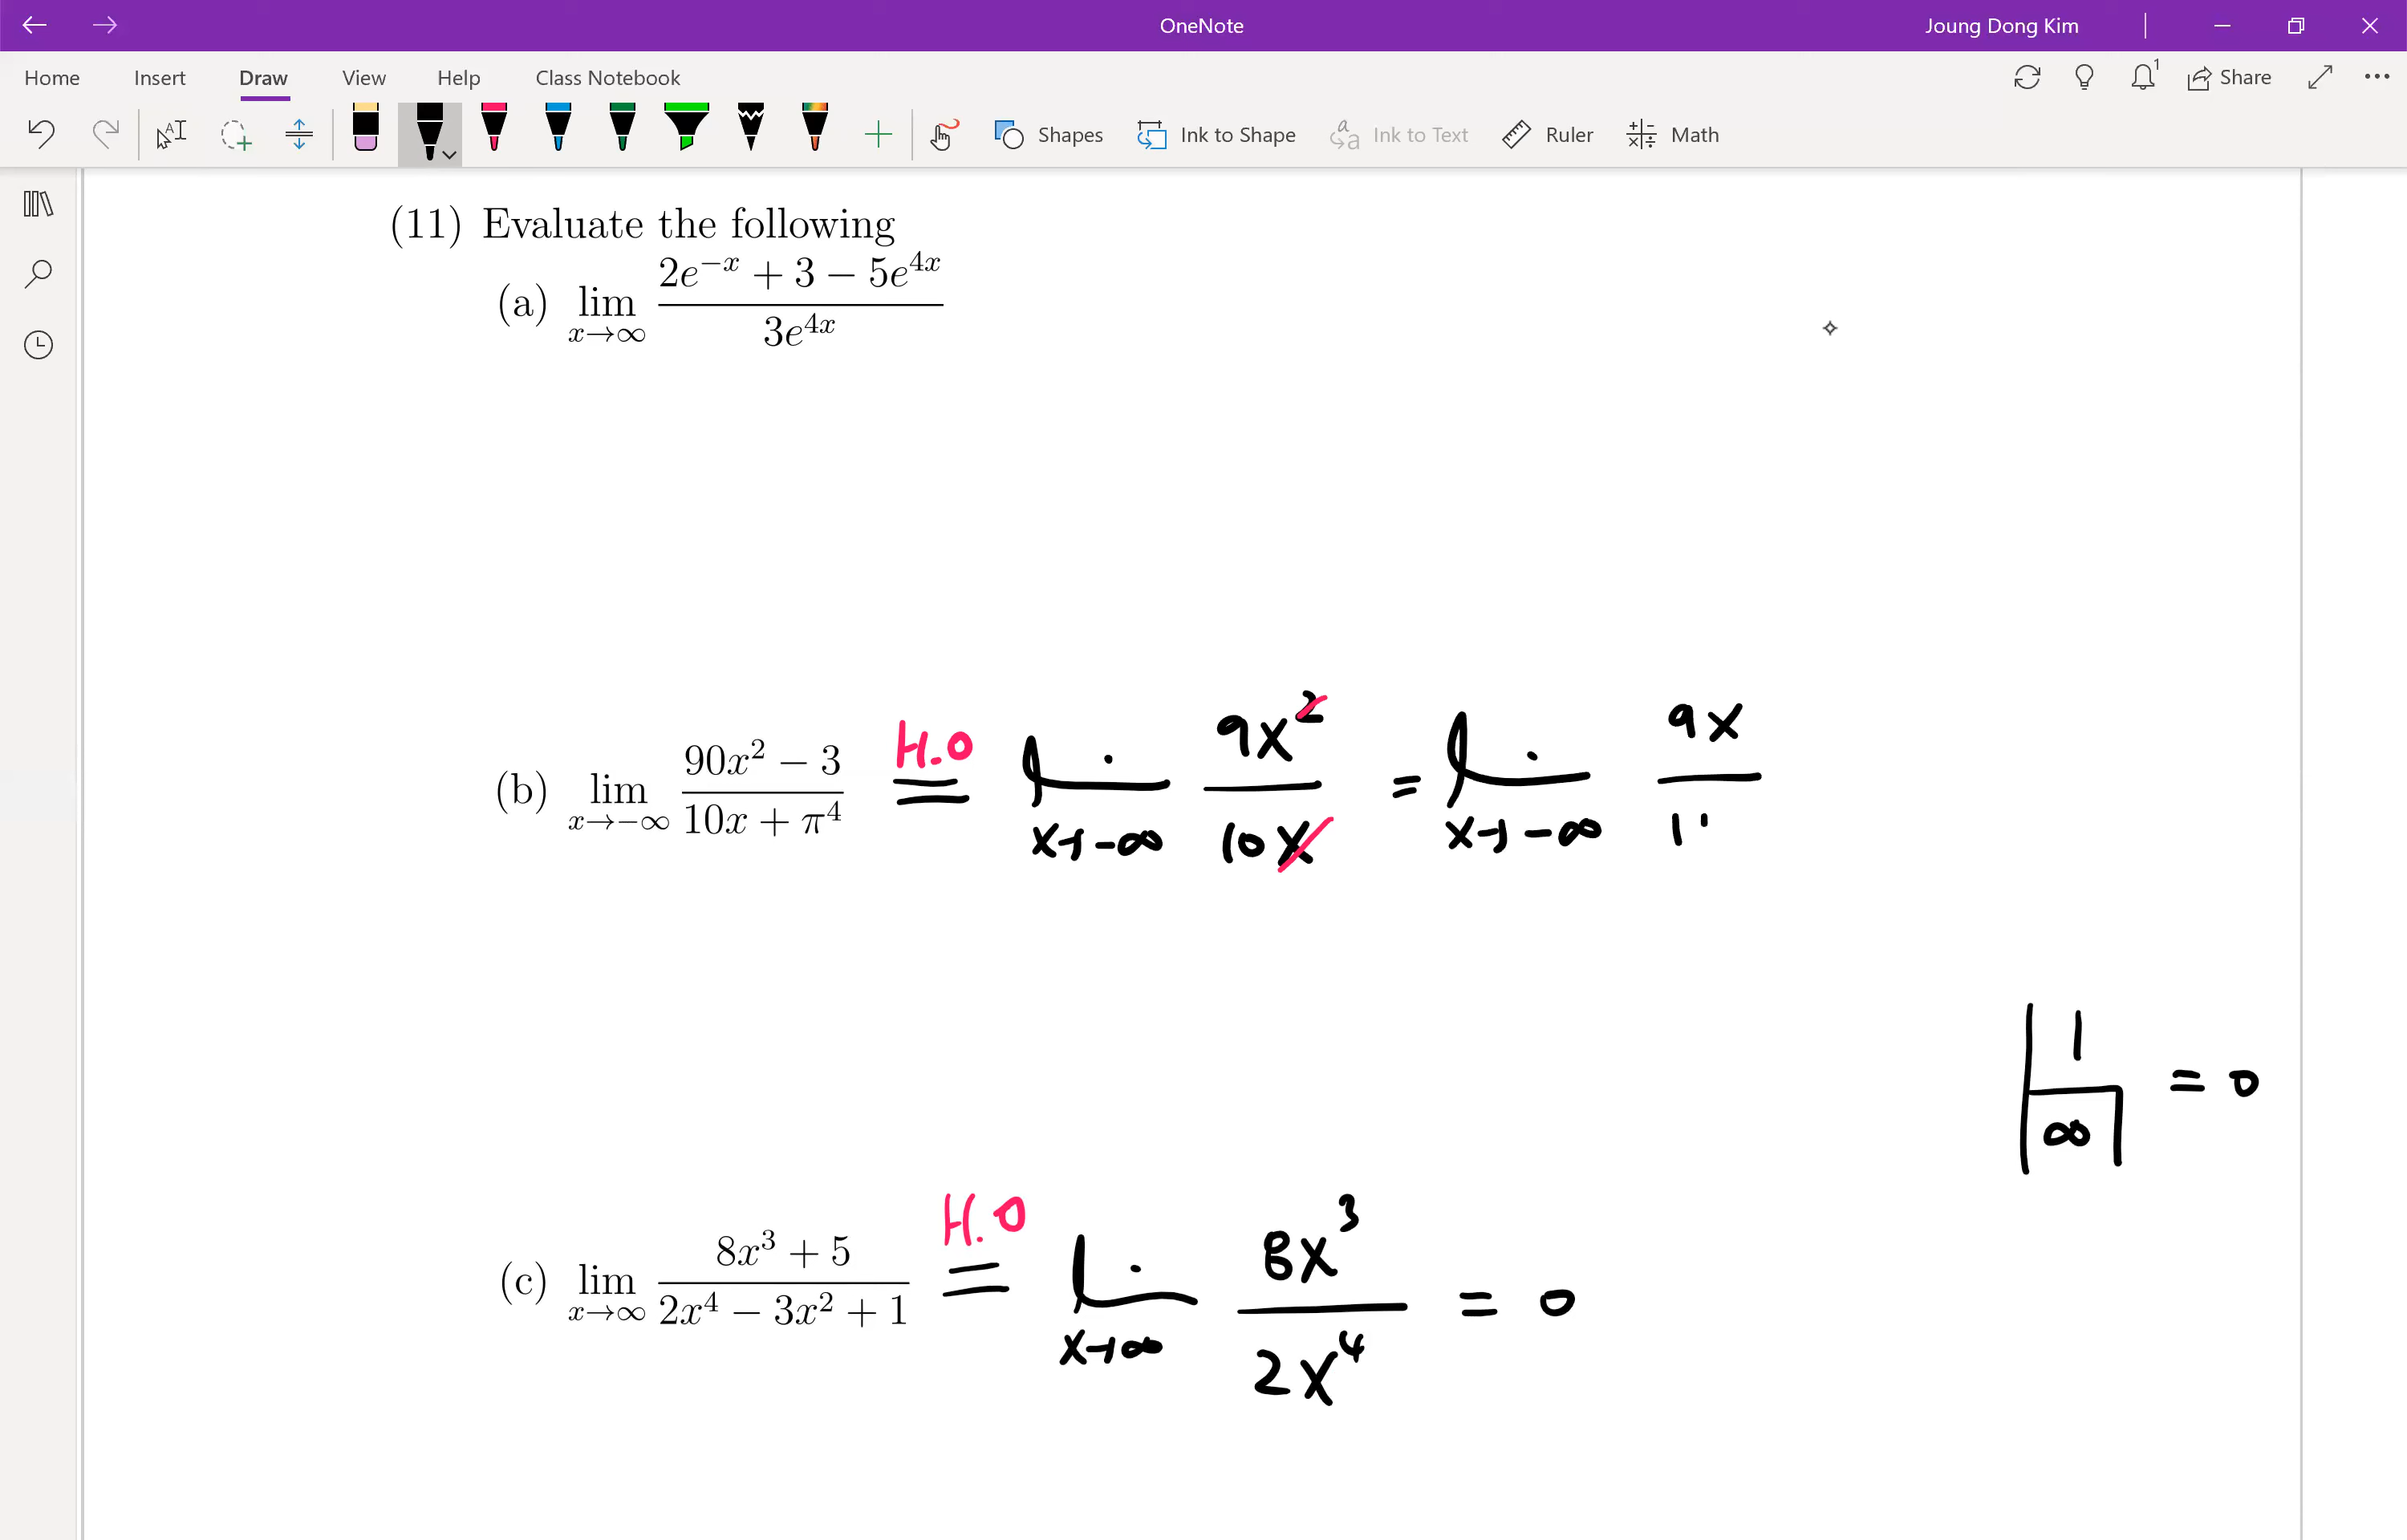 OneNote
Joung Dong Kim
Home Insert Draw View Help Class Notebook
1 Share
Shapes Ink to Shape Ink to Text Ruler Math
(11) Evaluate the following
(a) lim x→∞ (2e^{-x} + 3 − 5e^{4x}) / (3e^{4x})
(b) lim x→−∞ (90x² − 3) / (10x + π⁴) H.O = lim x→−∞ 9x² / 10x = lim x→−∞ 9x / 1
1 / ∞ = 0
(c) lim x→∞ (8x³ + 5) / (2x⁴ − 3x² + 1) H.O = lim x→∞ 8x³ / 2x⁴ = 0